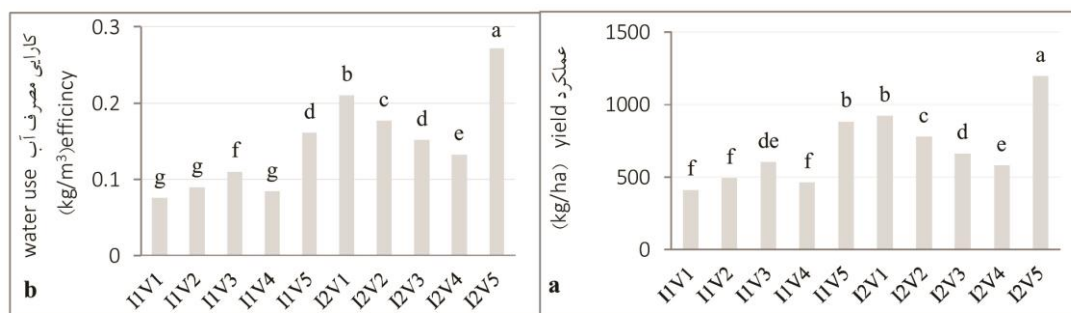 کارایی مصرف آب water use
(kg/m³)efficincy
0.3
0.2
0.1
0
g
g
f
g
d
b
c
d
e
a
I1V1
I1V2
I1V3
I1V4
I1V5
I2V1
I2V2
I2V3
I2V4
I2V5
b
عملکرد yield (kg/ha)
1500
1000
500
0
f
f
de
f
b
b
c
d
e
a
I1V1
I1V2
I1V3
I1V4
I1V5
I2V1
I2V2
I2V3
I2V4
I2V5
a